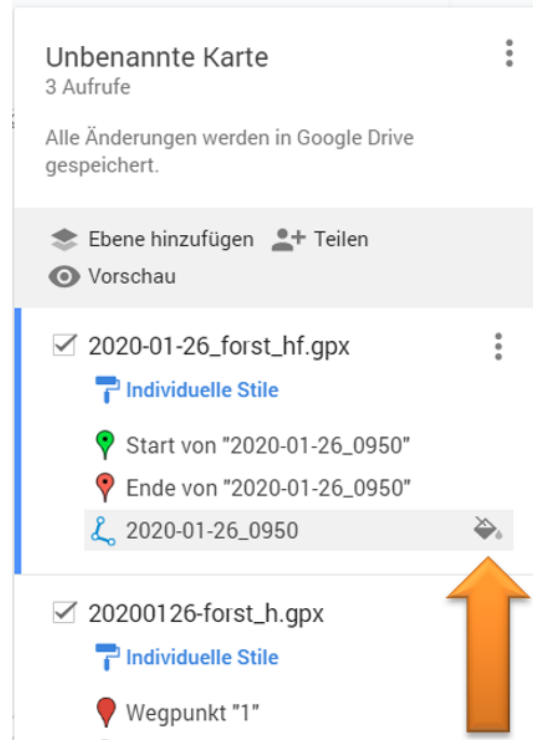 Unbenannte Karte
3 Aufrufe
Alle Änderungen werden in Google Drive
gespeichert.
Ebene hinzufügen Teilen
Vorschau
2020-01-26_forst_hf.gpx
Individuelle Stile
Start von "2020-01-26_0950"
Ende von "2020-01-26_0950"
2020-01-26_0950
20200126-forst_h.gpx
Individuelle Stile
Wegpunkt "1"